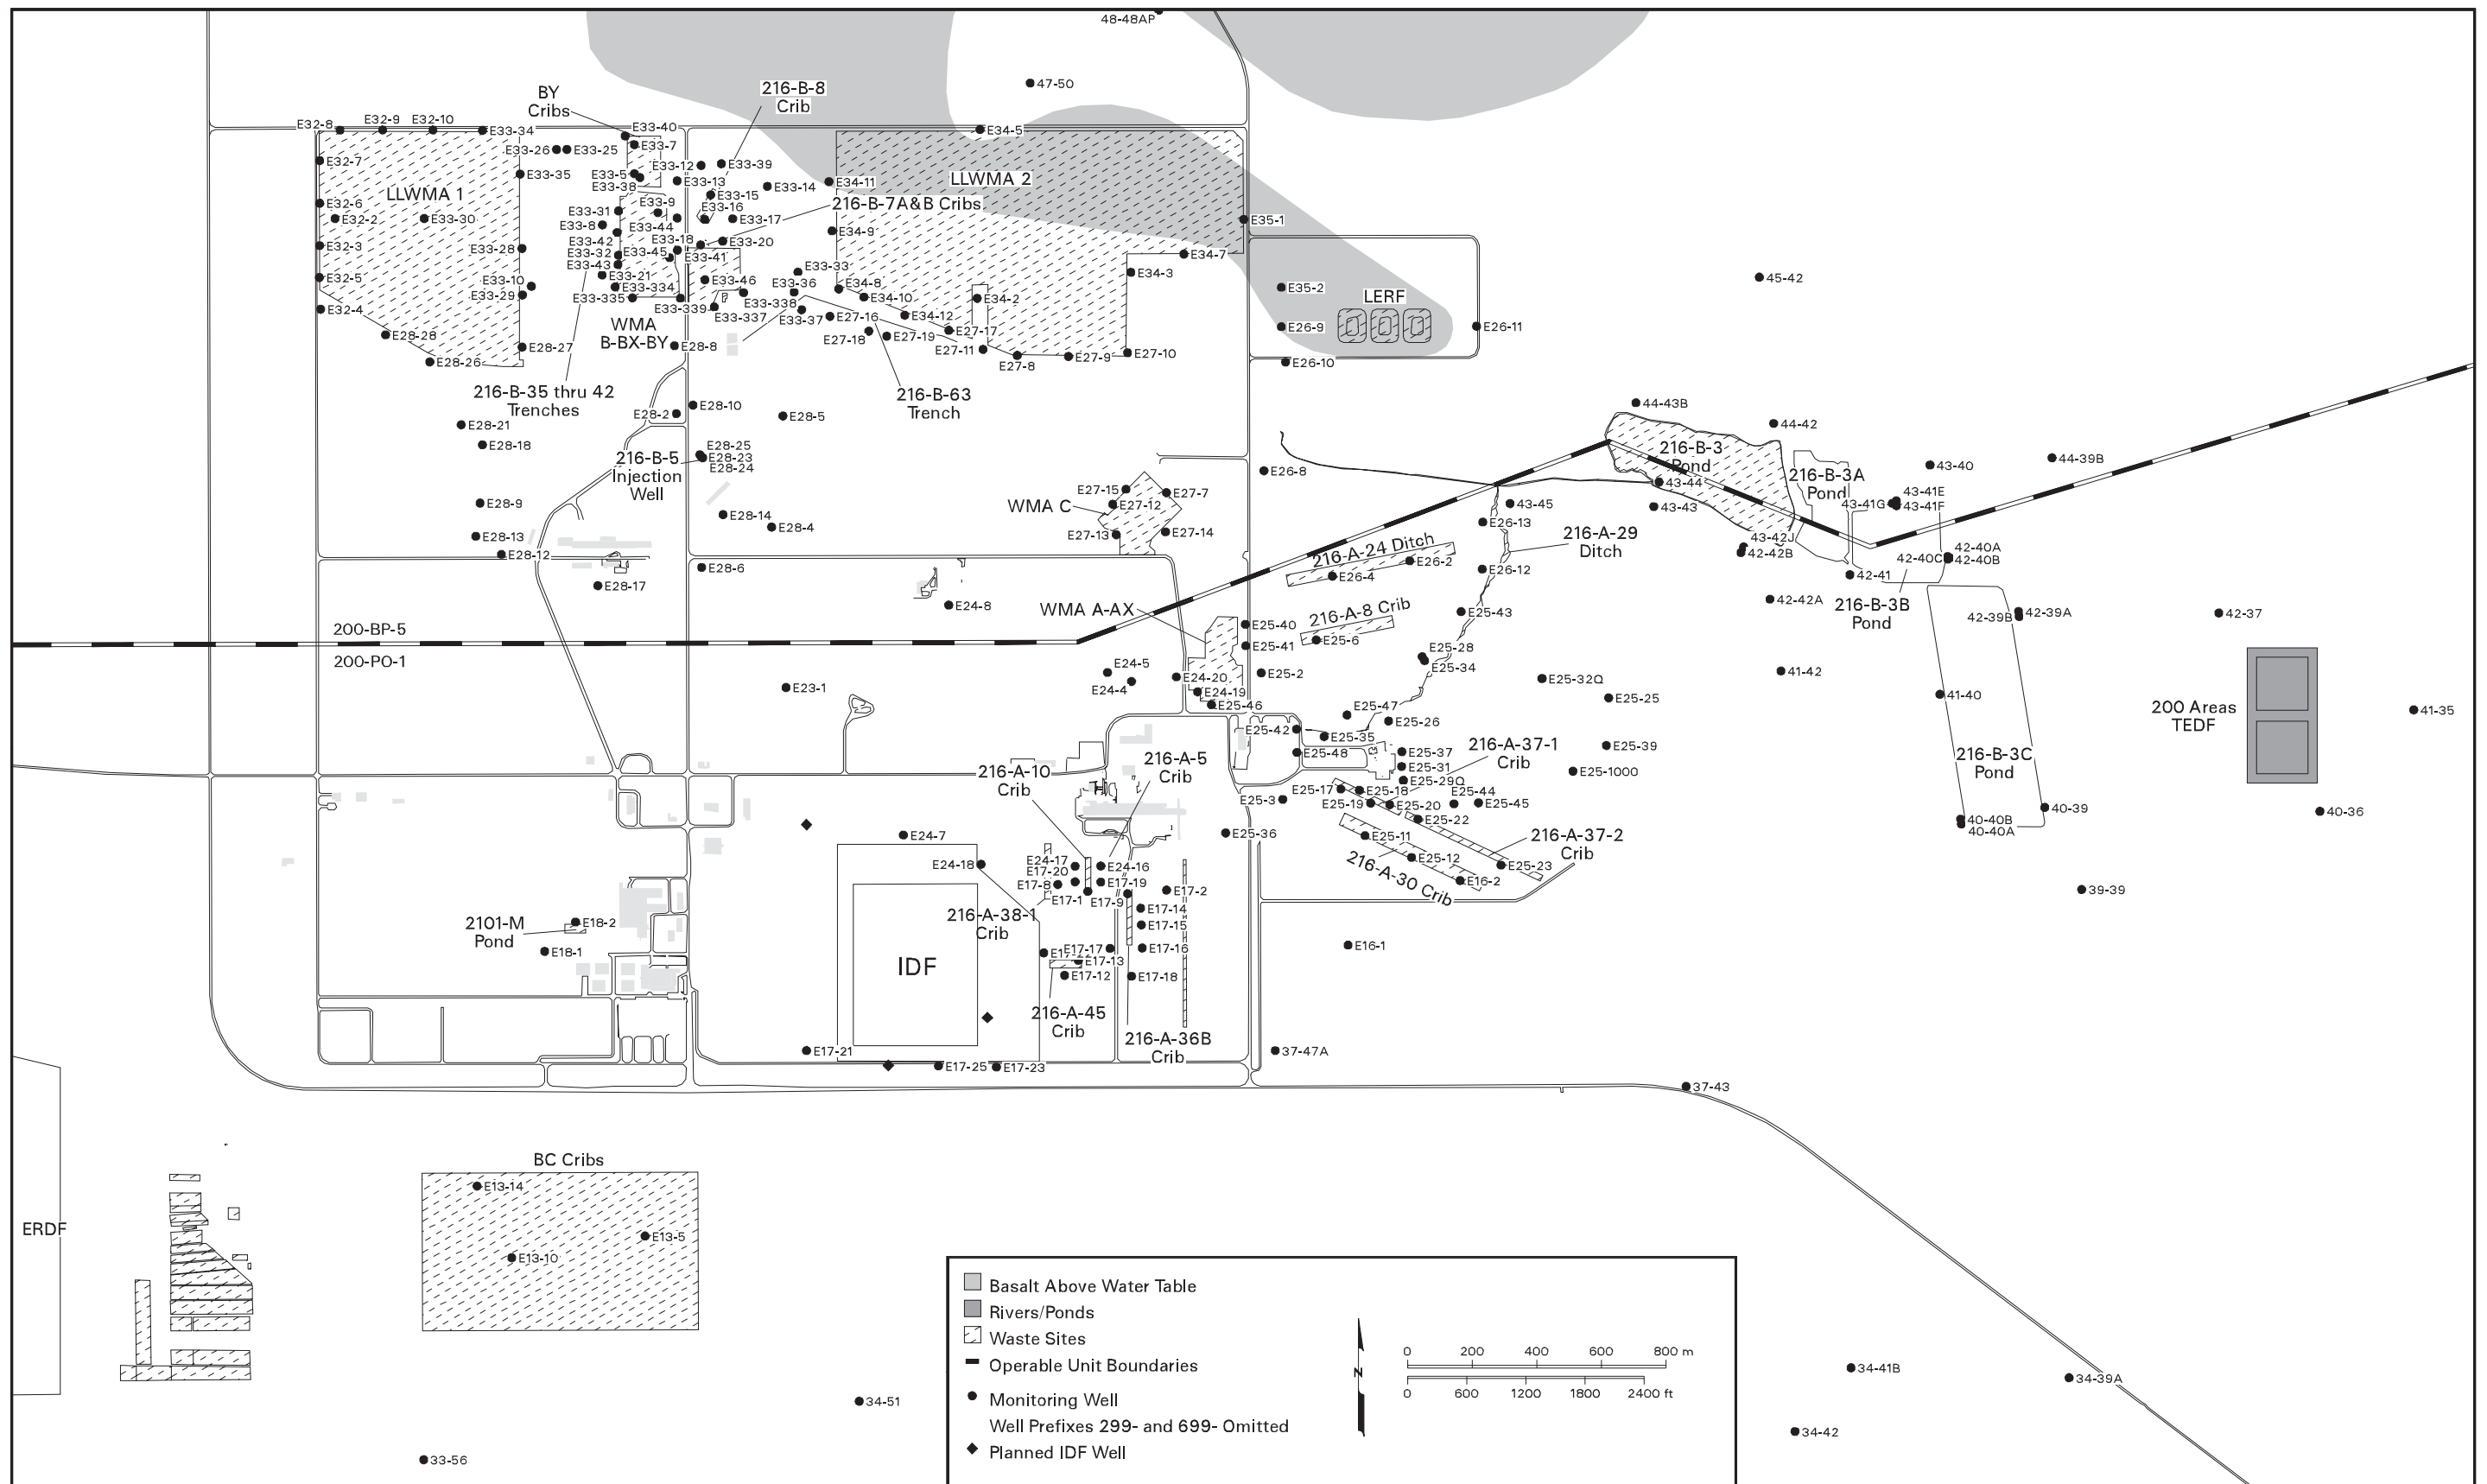 48-48AP
47-50
216-B-8
Crib
BY
Cribs
E32-8
E32-9
E32-10
E33-34
E33-40
E34-5
E33-7
E33-26
E33-25
E32-7
E33-12
E33-39
E33-35
E33-5
E33-38
E33-13
E33-14
E34-11
LLWMA 1
LLWMA 2
E33-15
216-B-7A&B Cribs
E32-6
E32-2
E33-30
E33-31
E33-9
E33-16
E33-17
E35-1
E33-8
E33-44
E34-9
E32-3
E33-28
E33-42
E33-18
E33-20
E33-32
E33-45
E33-41
E34-7
E33-43
E32-5
E33-21
E33-33
E34-3
45-42
E33-10
E33-334
E33-46
E33-36
E34-8
E35-2
E33-29
E33-335
E33-338
E34-10
E34-2
LERF
E32-4
E33-339
E33-337
E33-37
E27-16
E34-12
WMA
B-BX-BY
E28-28
E28-8
E27-18
E27-19
E27-17
E26-9
E26-11
E28-27
E27-11
E27-10
E28-26
E27-8
E27-9
E26-10
216-B-35 thru 42
Trenches
216-B-63
Trench
E28-10
E28-2
E28-5
44-43B
E28-21
44-42
E28-18
E28-25
E28-23
E28-24
216-B-5
Injection
Well
216-B-3
Pond
44-39B
43-40
E26-8
216-B-3A
Pond
43-44
E27-15
E27-7
WMA C
E27-12
E28-9
43-45
43-43
43-41E
43-41G
43-41F
E28-14
E28-4
E26-13
E28-13
E27-13
E27-14
216-A-29
Ditch
43-42J
42-42B
E28-12
216-A-24 Ditch
42-40A
42-40C
42-40B
E28-6
E26-2
E26-4
E26-12
42-41
E28-17
E24-8
WMA A-AX
216-A-8 Crib
E25-43
42-42A
216-B-3B
Pond
42-39A
42-39B
42-37
E25-40
200-BP-5
E25-6
E25-41
200-PO-1
E25-28
E25-34
E24-5
E25-2
E24-4
E24-20
E23-1
E24-19
E25-32Q
41-42
E25-25
41-40
E25-46
200 Areas
TEDF
41-35
E25-47
E25-26
E25-42
E25-35
E25-39
E25-48
E25-37
216-A-37-1
Crib
216-B-3C
Pond
E25-31
216-A-5
Crib
216-A-10
Crib
E25-1000
E25-29Q
E25-17
E25-18
E25-44
E25-3
E25-19
E25-20
E25-45
40-39
40-36
E25-22
40-40B
40-40A
E24-7
E25-36
E25-11
216-A-37-2
Crib
E24-18
E24-17
E24-16
E25-12
216-A-30 Crib
E25-23
E17-20
E17-8
E17-19
E16-2
E17-2
39-39
E17-1
E17-9
216-A-38-1
Crib
E17-14
2101-M
Pond
E18-2
E17-15
E18-1
E17-17
E17-16
E16-1
E17-13
IDF
E17-12
E17-18
216-A-45
Crib
216-A-36B
Crib
E17-21
37-47A
E17-25
E17-23
37-43
BC Cribs
E13-14
ERDF
E13-5
E13-10
Basalt Above Water Table
Rivers/Ponds
Waste Sites
Operable Unit Boundaries
Monitoring Well
Well Prefixes 299- and 699- Omitted
Planned IDF Well
N
0 200 400 600 800 m
0 600 1200 1800 2400 ft
34-41B
34-39A
34-51
34-42
33-56